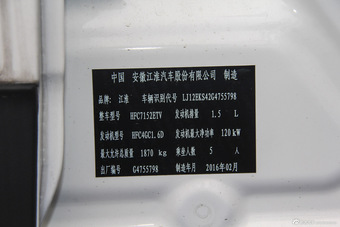 中国 安徽江淮汽车股份有限公司 制造
品牌: 江淮 车辆识别代号 LJ12EKS42G4755798
整车型号 HFC7152ETV 发动机排量 1.5 L
发动机型号 HFC4GC1.6D 发动机最大净功率 120 kW
最大允许总质量 1870 kg 乘坐人数 5 人
出厂编号 G4755798 制造年月 2016年02月